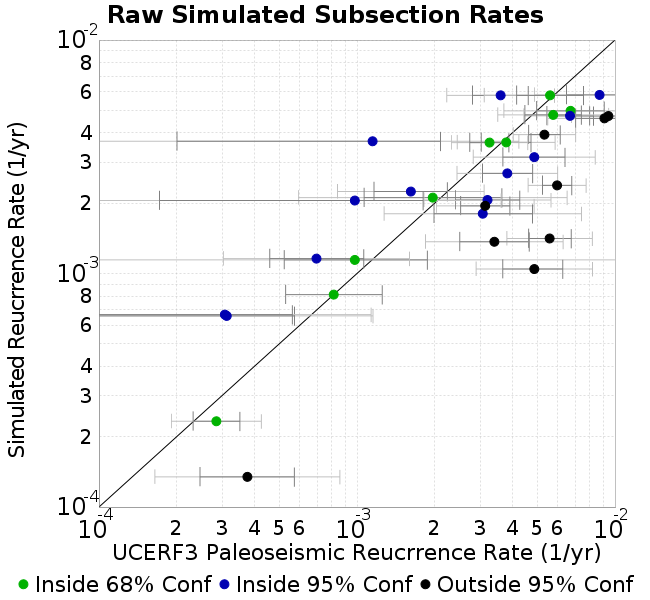 Raw Simulated Subsection Rates
Simulated Reucrrence Rate (1/yr)
10-2
8
6
4
3
2
10-3
8
6
4
3
2
10-4
10-4 2 3 4 5 6 10-3 2 3 4 5 6 10-2
UCERF3 Paleoseismic Reucrrence Rate (1/yr)
Inside 68% Conf Inside 95% Conf Outside 95% Conf